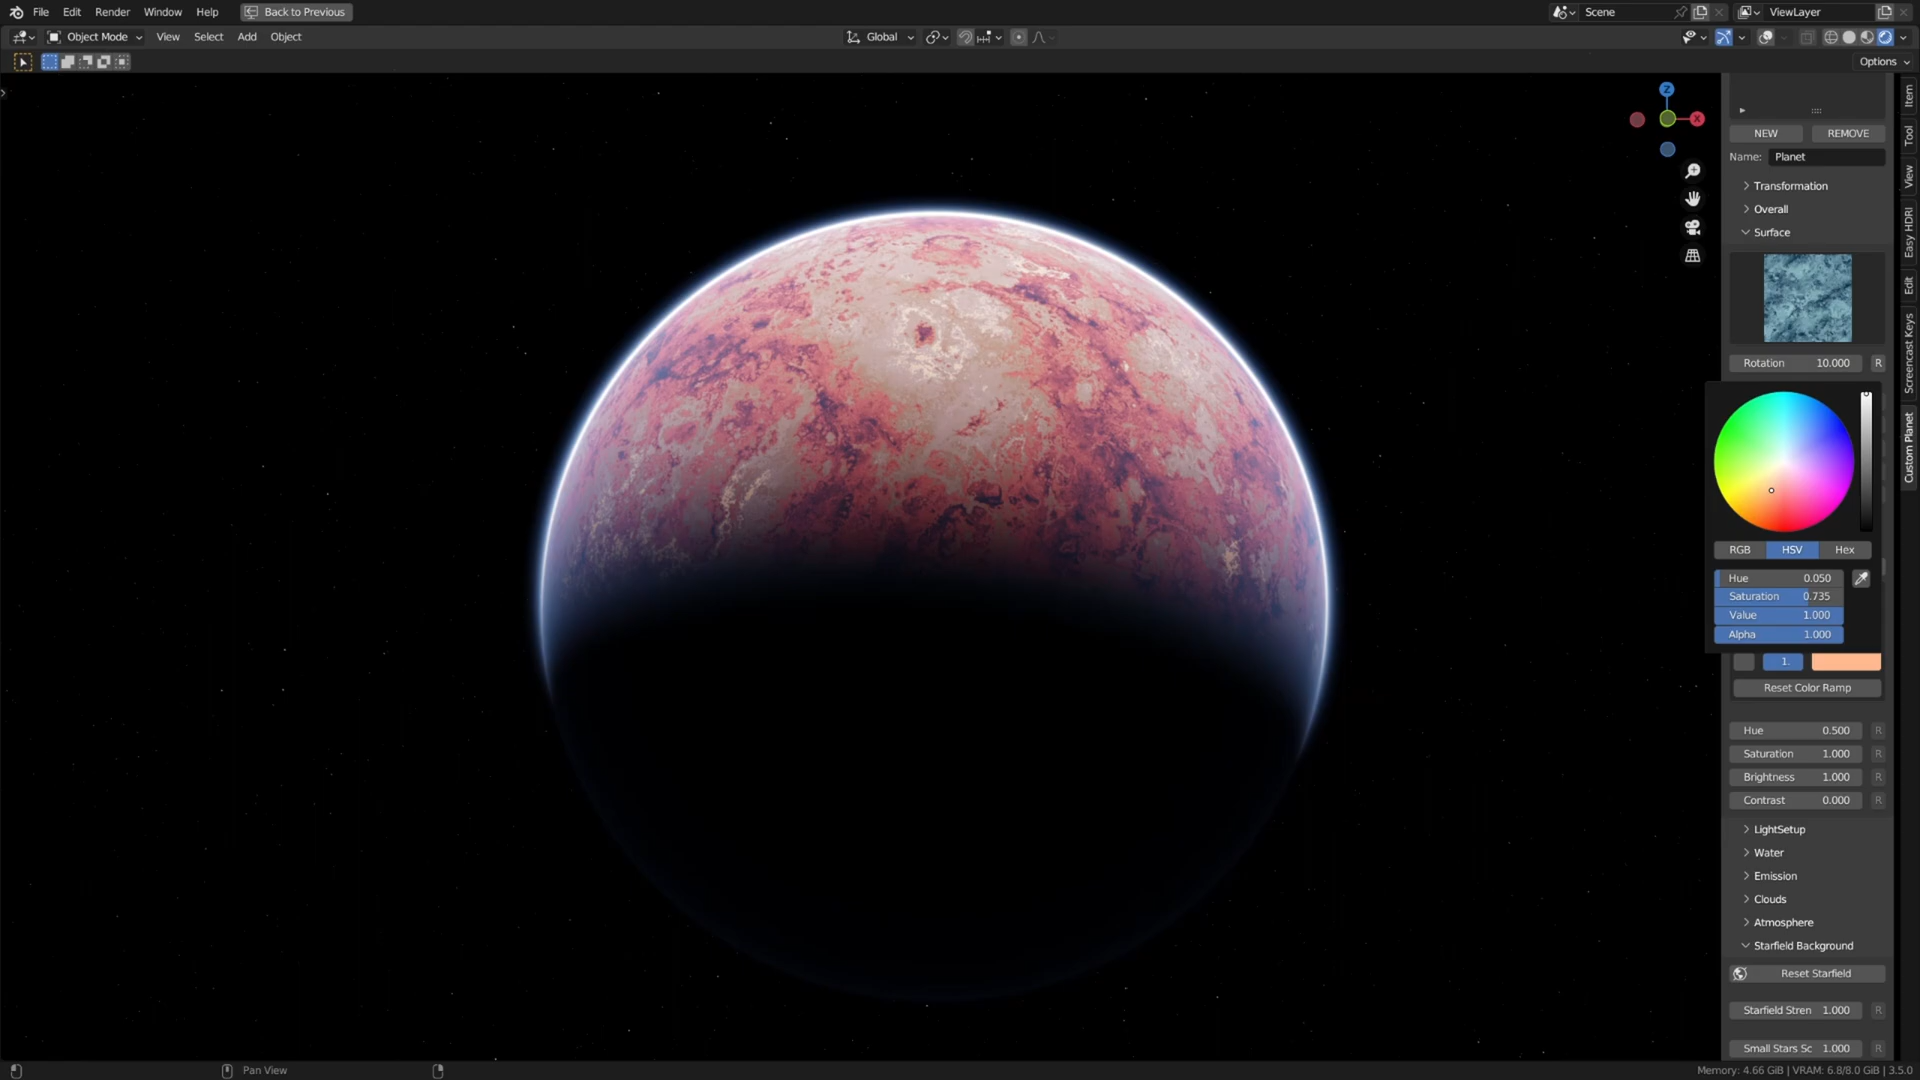 File Edit Render Window Help Back to Previous Scene ViewLayer
Object Mode View Select Add Object Global
Options
Z
X
Item
Tool
View
Easy HDRI
Edit
Screencast Keys
Custom Planet
NEW REMOVE
Name: Planet
Transformation
Overall
Surface
Rotation 10.000 R
RGB HSV Hex
Hue 0.050
Saturation 0.735
Value 1.000
Alpha 1.000
1.
Reset Color Ramp
Hue 0.500 R
Saturation 1.000 R
Brightness 1.000 R
Contrast 0.000 R
LightSetup
Water
Emission
Clouds
Atmosphere
Starfield Background
Reset Starfield
Starfield Stren 1.000 R
Small Stars Sc 1.000 R
Pan View Memory: 4.66 GiB | VRAM: 6.8/8.0 GiB | 3.5.0